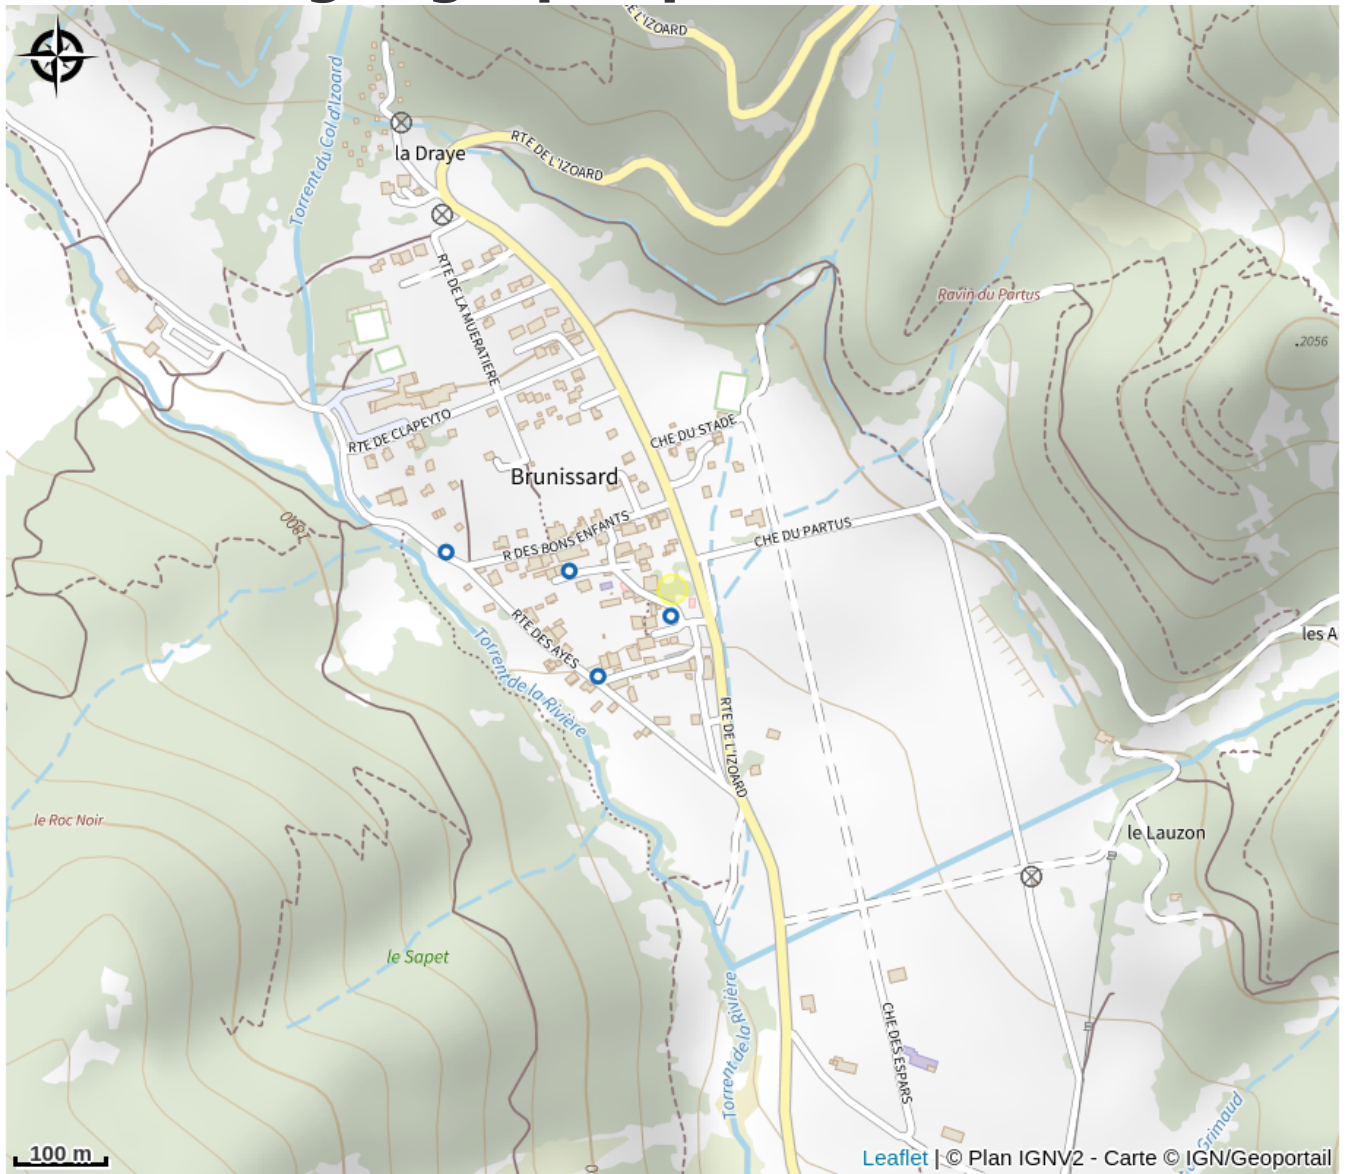 L'IZOARD
Torrent du Col d'Izoard
la Draye
RTE DE L'IZOARD
RTE DE LA MUERATIERE
Ravin du Partus
2056
RTE DE CLAPEYTO
CHE DU STADE
Brunissard
1800
R DES BONS ENFANTS
CHE DU PARTUS
RTE DES AYES
les A
Torrent de la Rivière
RTE DE L'IZOARD
le Roc Noir
le Lauzon
le Sapet
Torrent de la Rivière
CHE DES ESPARS
Grimaud
100 m
Leaflet | © Plan IGNV2 - Carte © IGN/Geoportail